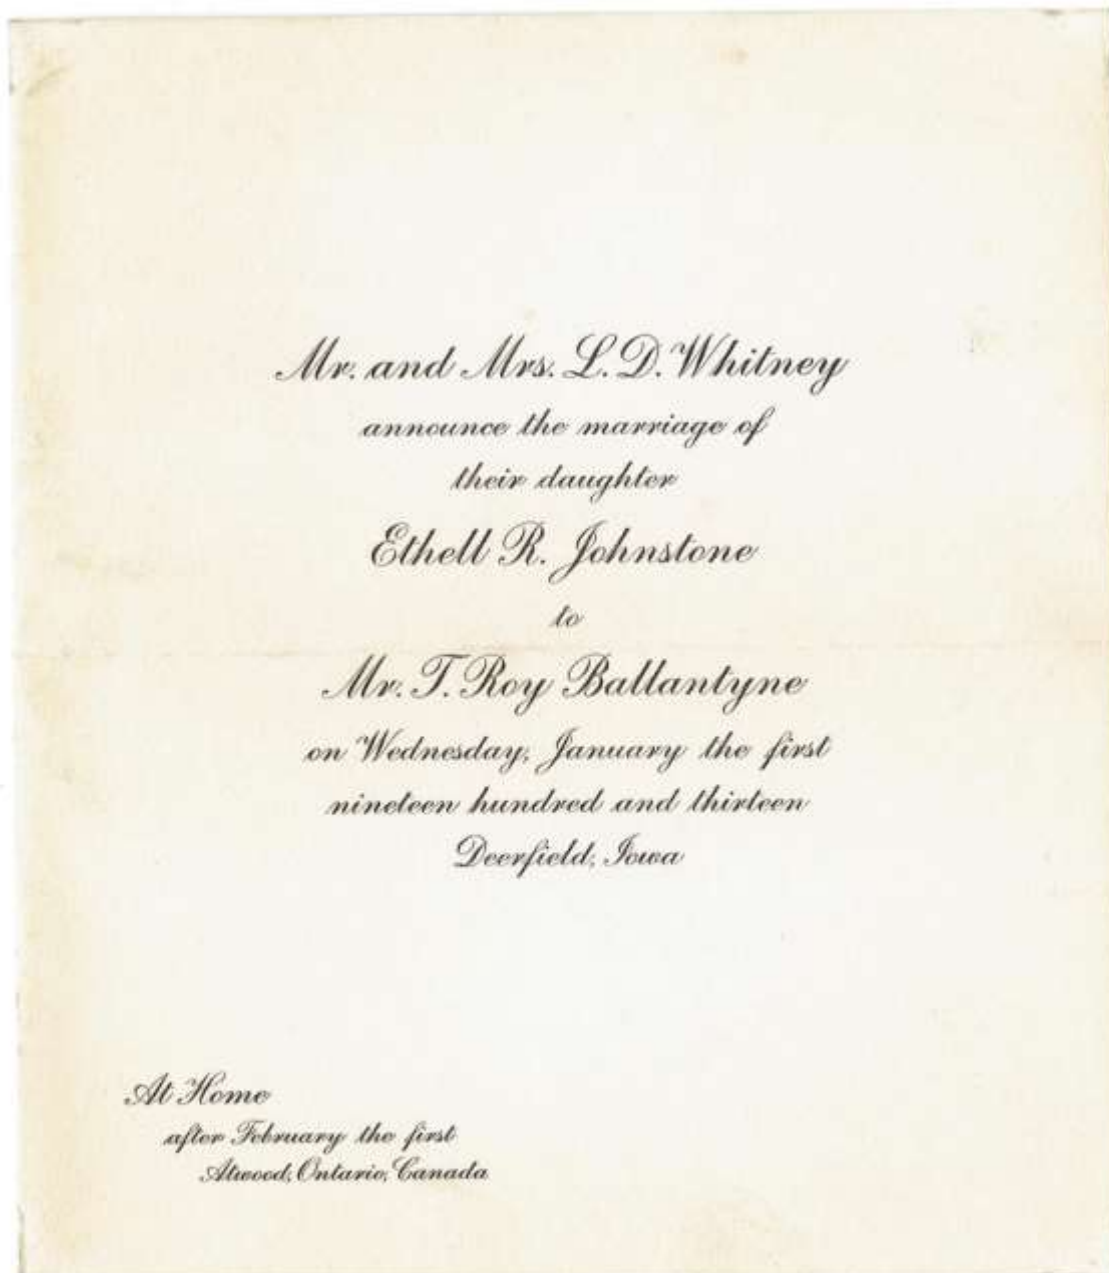 Mr. and Mrs. L. D. Whitney
announce the marriage of
their daughter
Ethell R. Johnstone
to
Mr. T. Roy Ballantyne
on Wednesday, January the first
nineteen hundred and thirteen
Deerfield, Iowa
At Home
after February the first
Atwood, Ontario, Canada